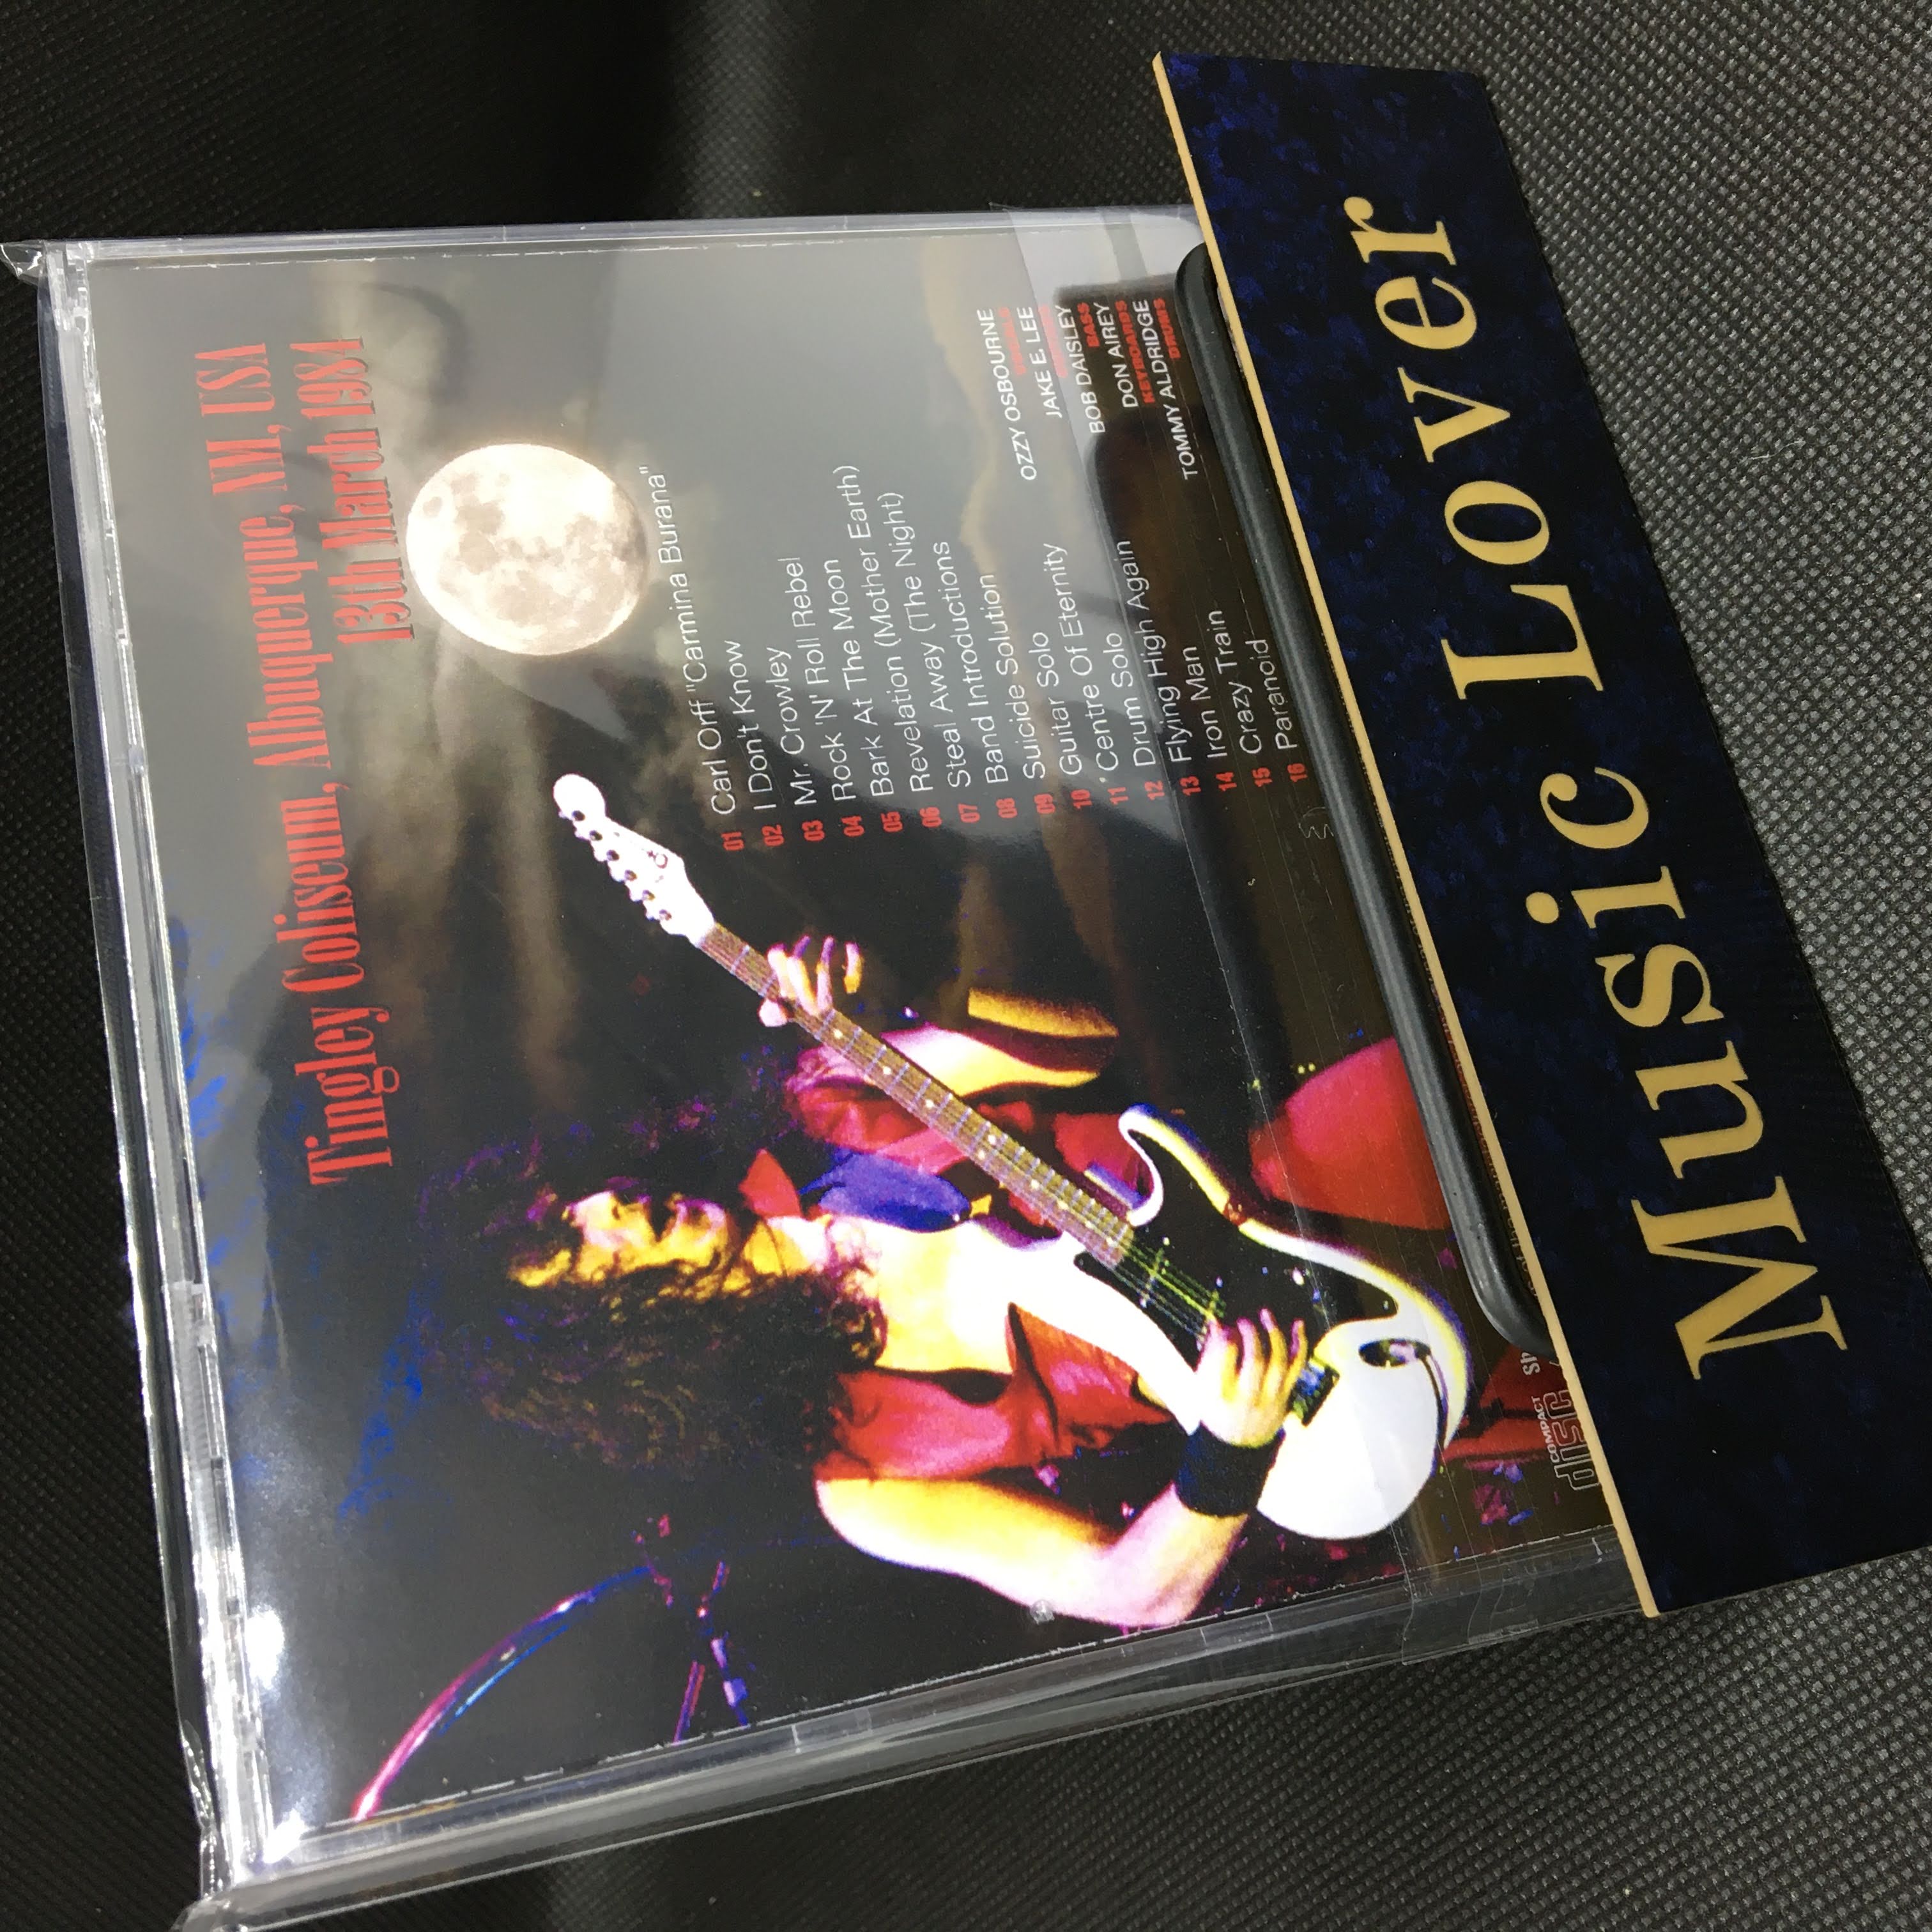 Tingley Coliseum, Albuquerque, NM, USA
13th March 1984
01 Carl Orff "Carmina Burana"
02 I Don't Know
03 Mr. Crowley
04 Rock 'N' Roll Rebel
05 Bark At The Moon
06 Revelation (Mother Earth)
07 Steal Away (The Night)
08 Band Introductions
09 Suicide Solution
10 Guitar Solo
11 Centre Of Eternity
12 Drum Solo
13 Flying High Again
14 Iron Man
15 Crazy Train
16 Paranoid
OZZY OSBOURNE
JAKE E. LEE
BOB DAISLEY
BASS
DON AIREY
KEYBOARDS
TOMMY ALDRIDGE
DRUMS
COMPACT
disc
Music Lover